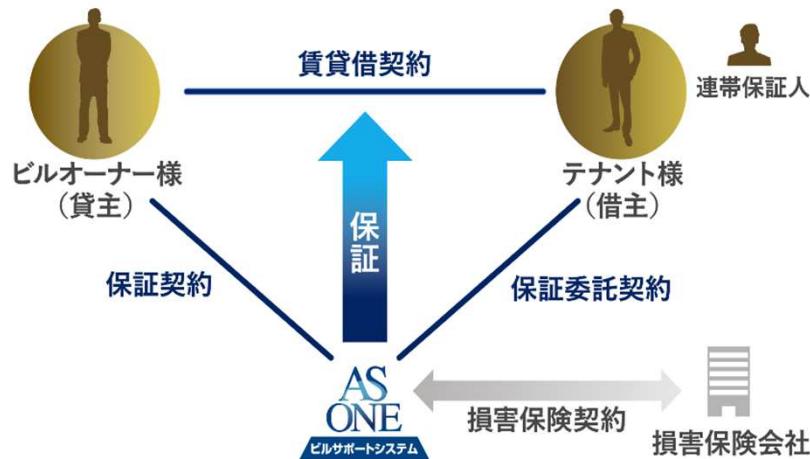 賃貸借契約
連帯保証人
ビルオーナー様
（貸主）
テナント様
（借主）
保証
保証契約
保証委託契約
AS
ONE
ビルサポートシステム
損害保険契約
損害保険会社